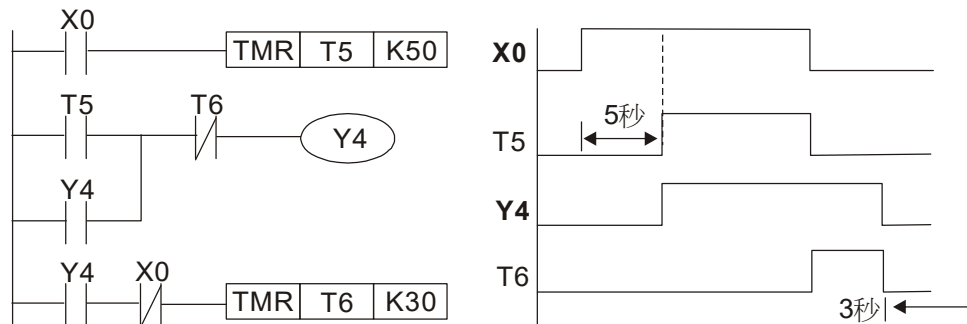 X0
TMR T5 K50
T5 T6
Y4
Y4
Y4 X0
TMR T6 K30
X0
5秒
T5
Y4
T6
3秒